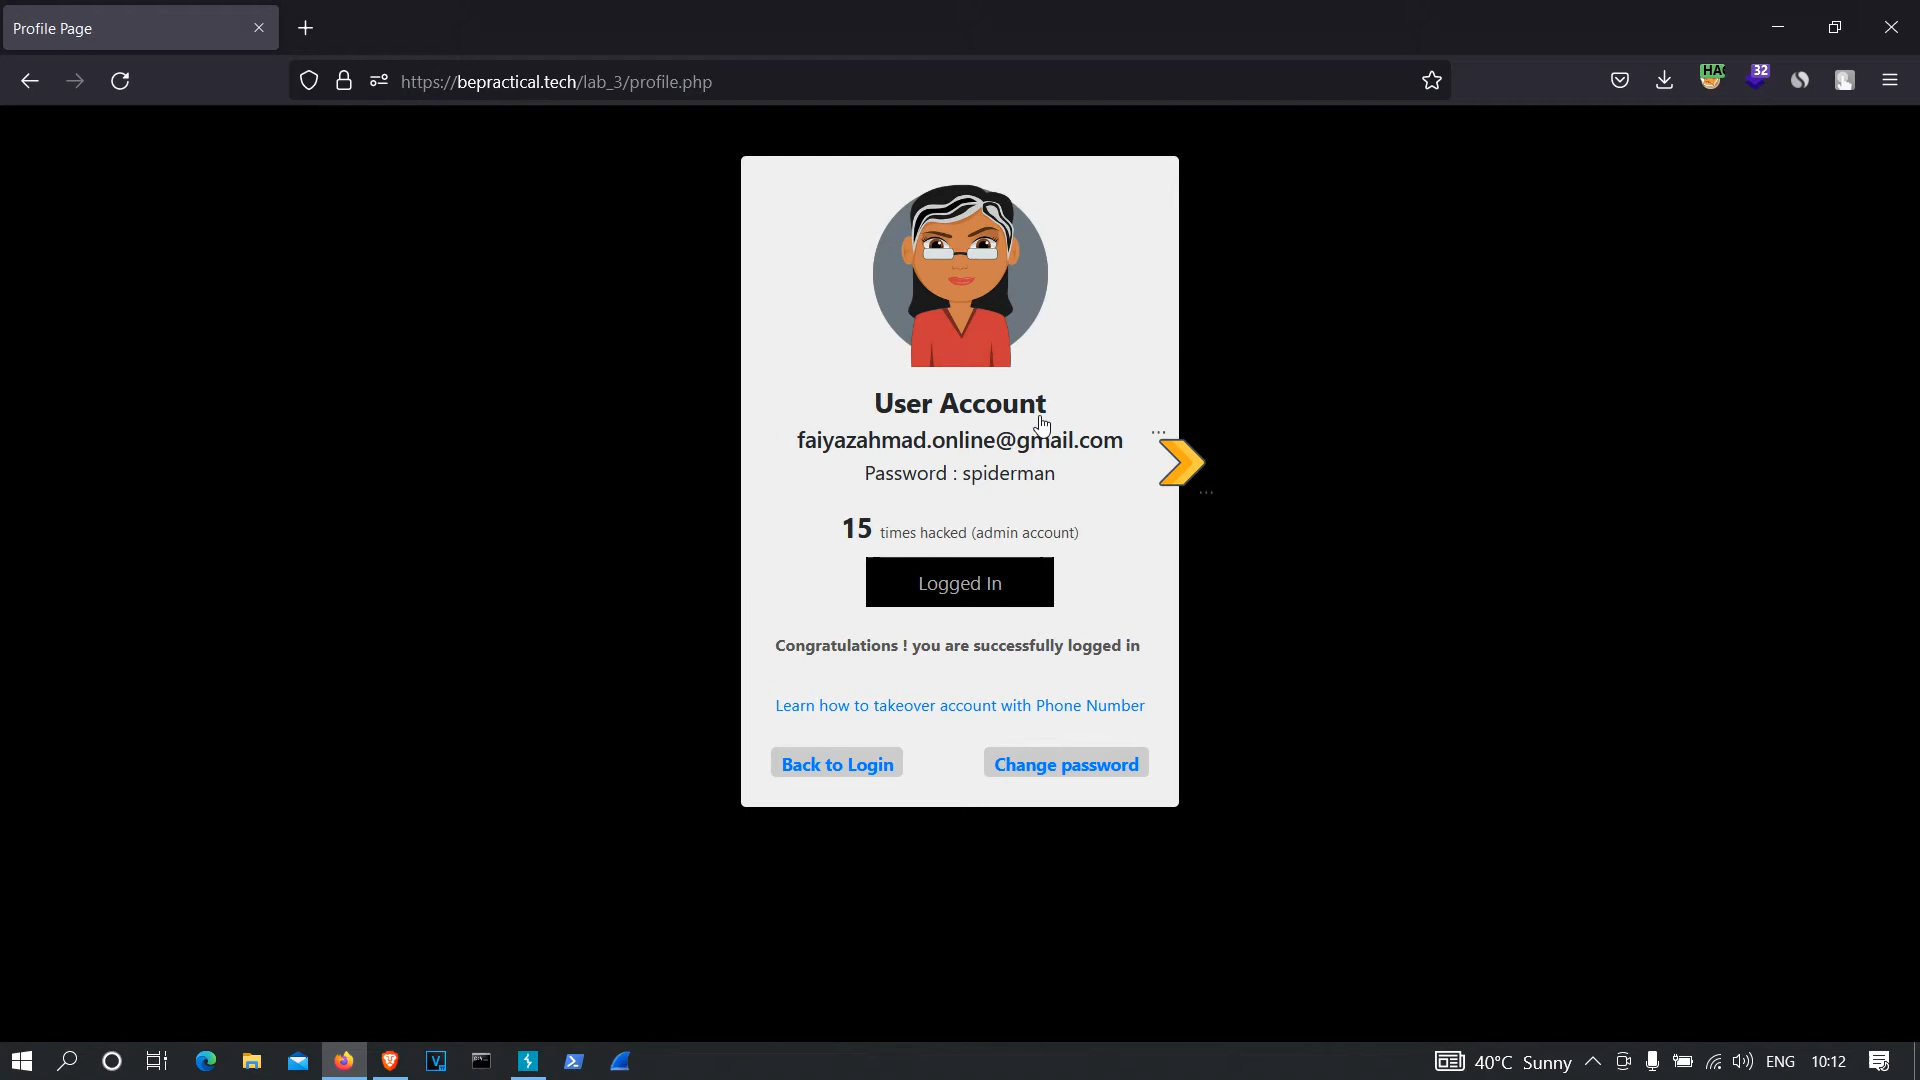 Profile Page
https://bepractical.tech/lab_3/profile.php
HAC
32
User Account
faiyazahmad.online@gmail.com
Password : spiderman
15 times hacked (admin account)
Logged In
Congratulations ! you are successfully logged in
Learn how to takeover account with Phone Number
Back to Login
Change password
V
40°C Sunny
ENG
10:12